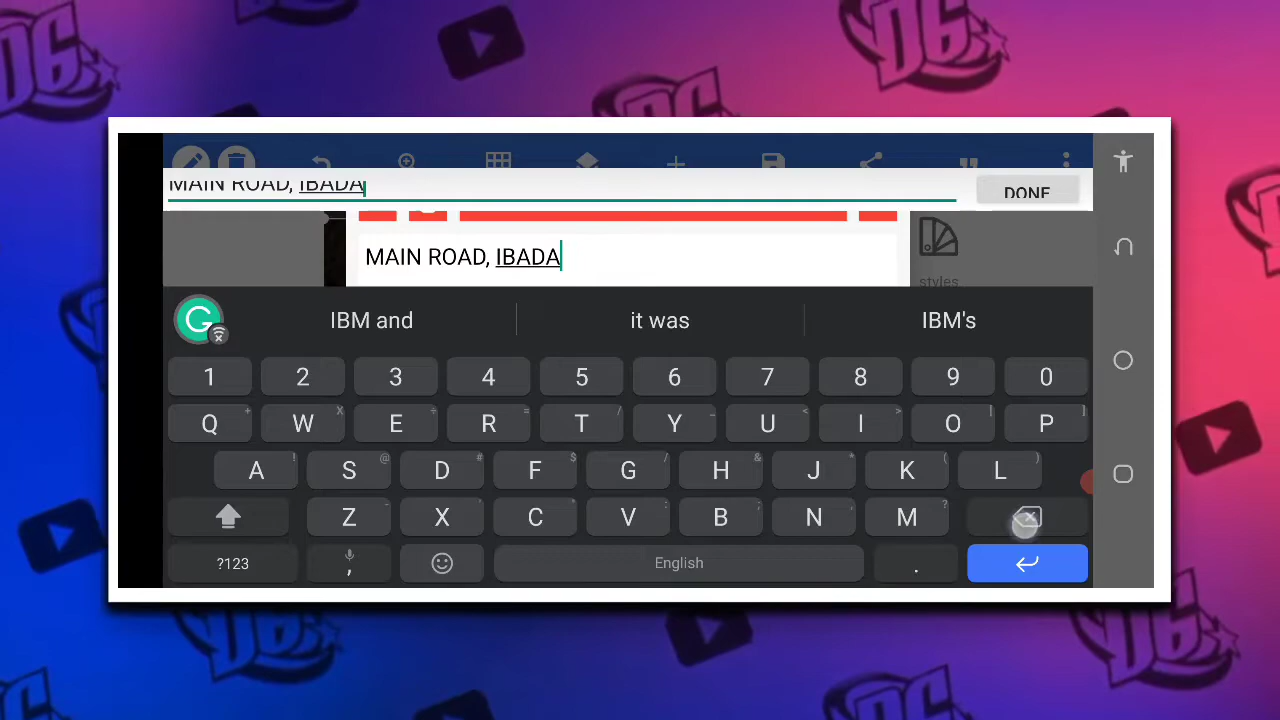 MAIN ROAD, IBADA
DONE
MAIN ROAD, IBADA
styles
IBM and it was IBM's
1 2 3 4 5 6 7 8 9 0
Q W E R T Y U I O P
A S D F G H J K L
Z X C V B N M
?123 , English .